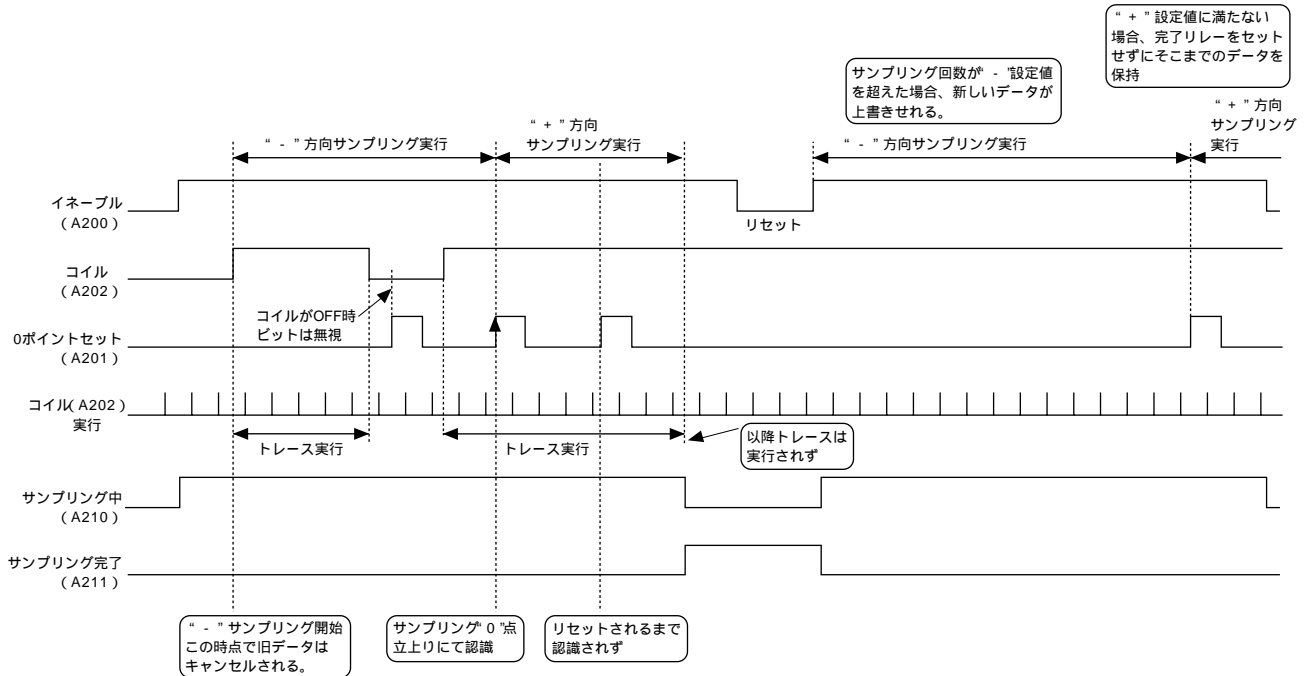 “ + ” 設定値に満たない
場合、完了リレーをセット
せずにそこまでのデータを
保持
サンプリング回数が“ - ”設定値
を超えた場合、新しいデータが
上書きせれる。
“ - ” 方向サンプリング実行
“ + ” 方向
サンプリング実行
“ - ” 方向サンプリング実行
“ + ” 方向
サンプリング
実行
イネーブル
( A200 )
リセット
コイル
( A202 )
コイルがOFF時
ビットは無視
0ポイントセット
( A201 )
コイル( A202 )
実行
トレース実行
トレース実行
以降トレースは
実行されず
サンプリング中
( A210 )
サンプリング完了
( A211 )
“ - ” サンプリング開始
この時点で旧データは
キャンセルされる。
サンプリング“ 0 ”点
立上りにて認識
リセットされるまで
認識されず